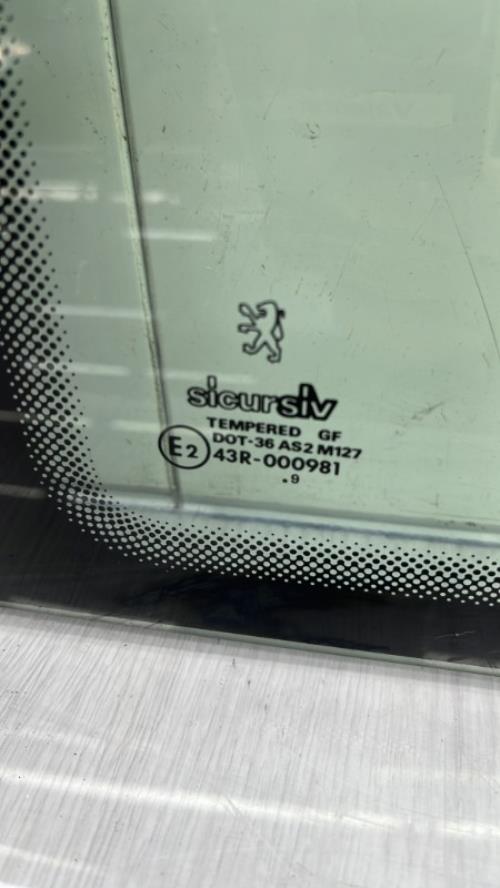 sicursiv
TEMPERED GF
DOT-36 AS2 M127
E2
43R-000981
.9